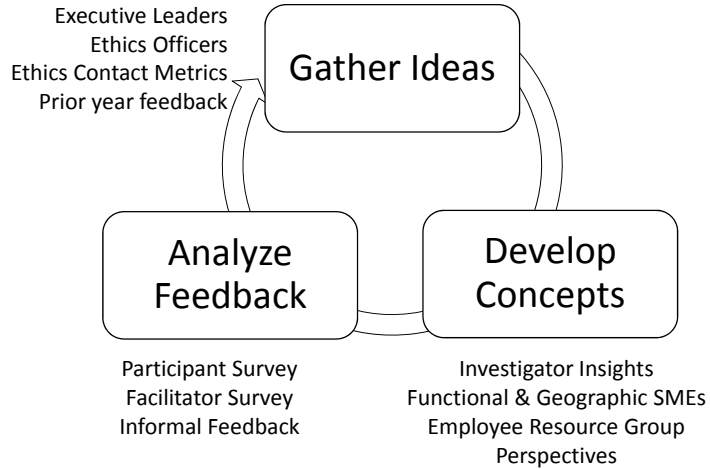 Executive Leaders
Ethics Officers
Ethics Contact Metrics
Prior year feedback
Gather Ideas
Analyze
Feedback
Develop
Concepts
Participant Survey
Facilitator Survey
Informal Feedback
Investigator Insights
Functional & Geographic SMEs
Employee Resource Group
Perspectives